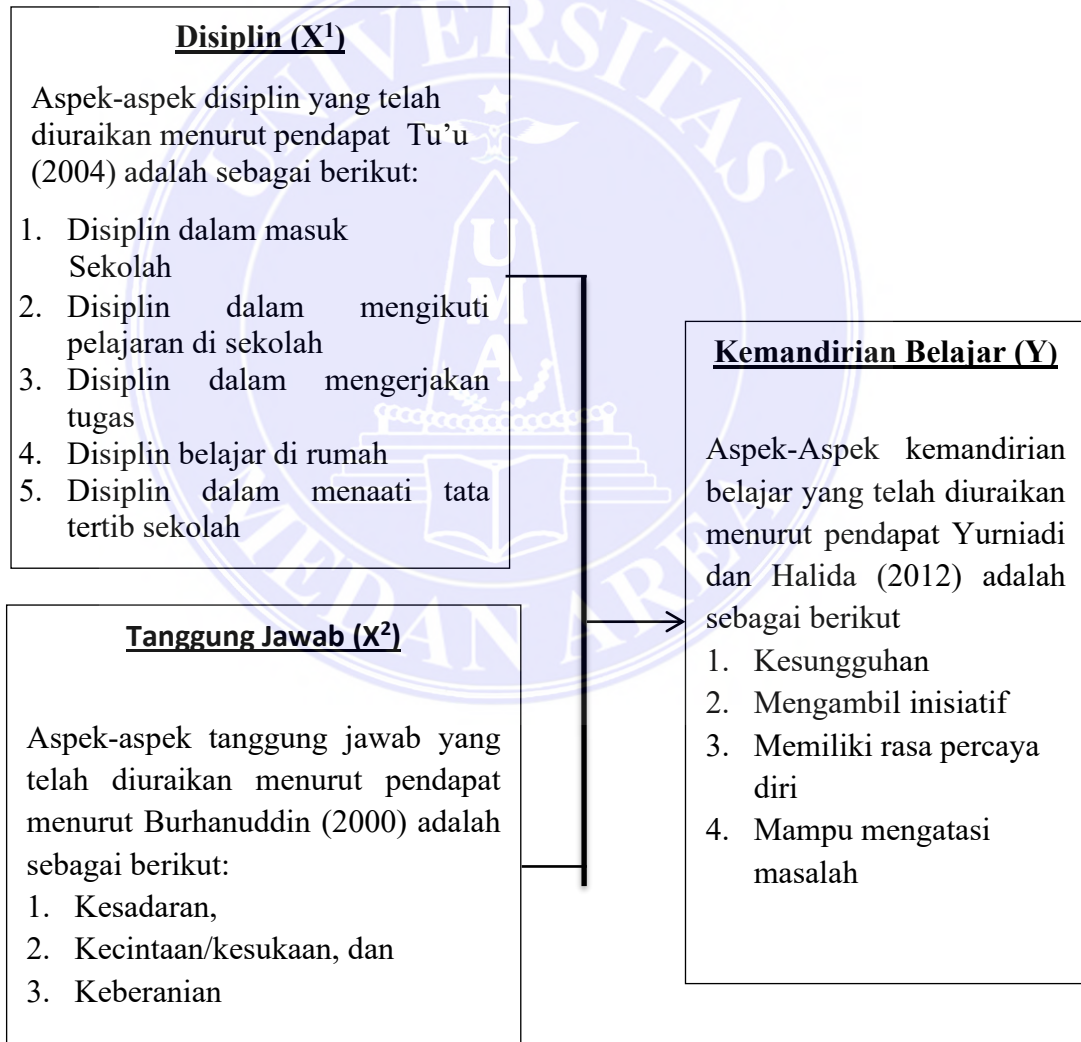 Disiplin (X¹)
Aspek-aspek disiplin yang telah
diuraikan menurut pendapat Tu’u
(2004) adalah sebagai berikut:
1. Disiplin dalam masuk
Sekolah
2. Disiplin dalam mengikuti
pelajaran di sekolah
3. Disiplin dalam mengerjakan
tugas
4. Disiplin belajar di rumah
5. Disiplin dalam menaati tata
tertib sekolah
Tanggung Jawab (X²)
Aspek-aspek tanggung jawab yang
telah diuraikan menurut pendapat
menurut Burhanuddin (2000) adalah
sebagai berikut:
1. Kesadaran,
2. Kecintaan/kesukaan, dan
3. Keberanian
Kemandirian Belajar (Y)
Aspek-Aspek kemandirian
belajar yang telah diuraikan
menurut pendapat Yurniadi
dan Halida (2012) adalah
sebagai berikut
1. Kesungguhan
2. Mengambil inisiatif
3. Memiliki rasa percaya
diri
4. Mampu mengatasi
masalah
UNIVERSITAS
UMA
MEDAN AREA